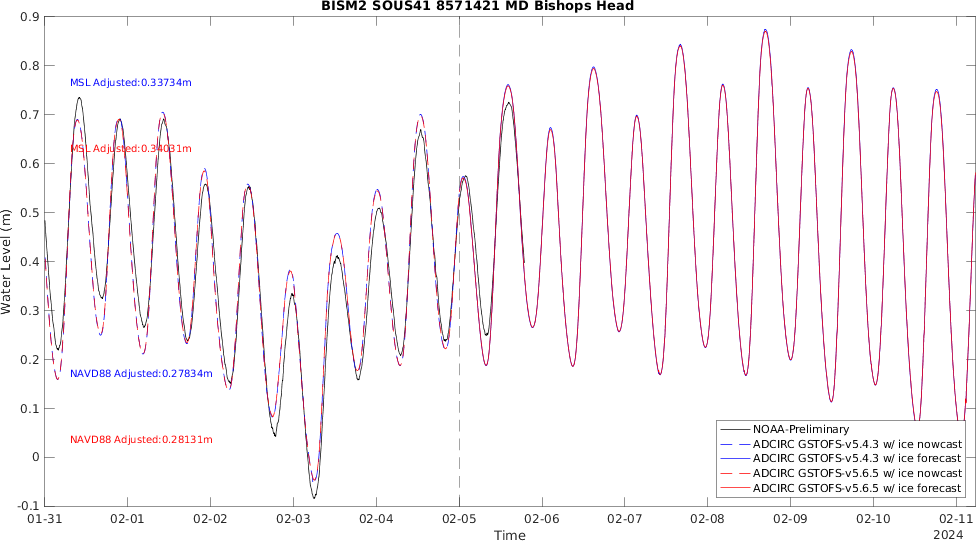 BISM2 SOUS41 8571421 MD Bishops Head
0.9
0.8
0.7
0.6
0.5
0.4
0.3
0.2
0.1
0
-0.1
Water Level (m)
MSL Adjusted:0.33734m
MSL Adjusted:0.34031m
NAVD88 Adjusted:0.27834m
NAVD88 Adjusted:0.28131m
NOAA-Preliminary
ADCIRC GSTOFS-v5.4.3 w/ ice nowcast
ADCIRC GSTOFS-v5.4.3 w/ ice forecast
ADCIRC GSTOFS-v5.6.5 w/ ice nowcast
ADCIRC GSTOFS-v5.6.5 w/ ice forecast
01-31 02-01 02-02 02-03 02-04 02-05 02-06 02-07 02-08 02-09 02-10 02-11
Time
2024